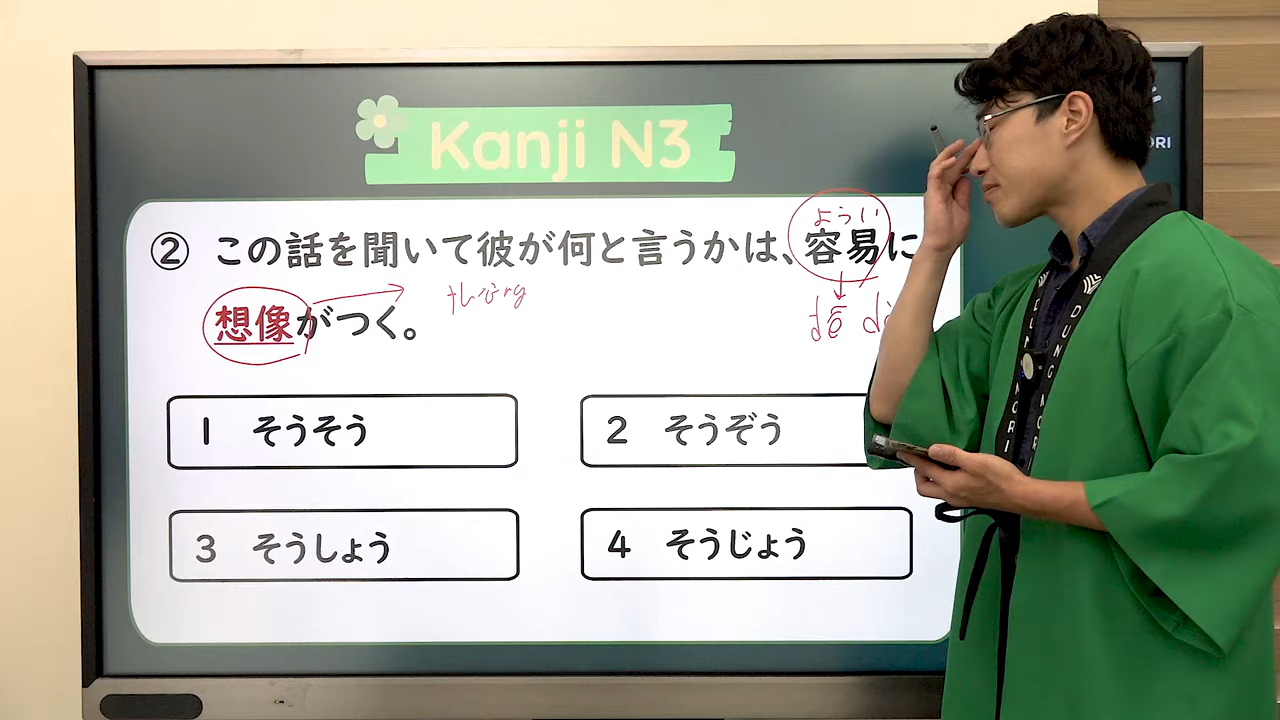 Kanji N3
ようい
② この話を聞いて彼が何と言うかは、容易に
想像がつく。
1 そうそう
2 そうぞう
3 そうしょう
4 そうじょう
DUNG MORI